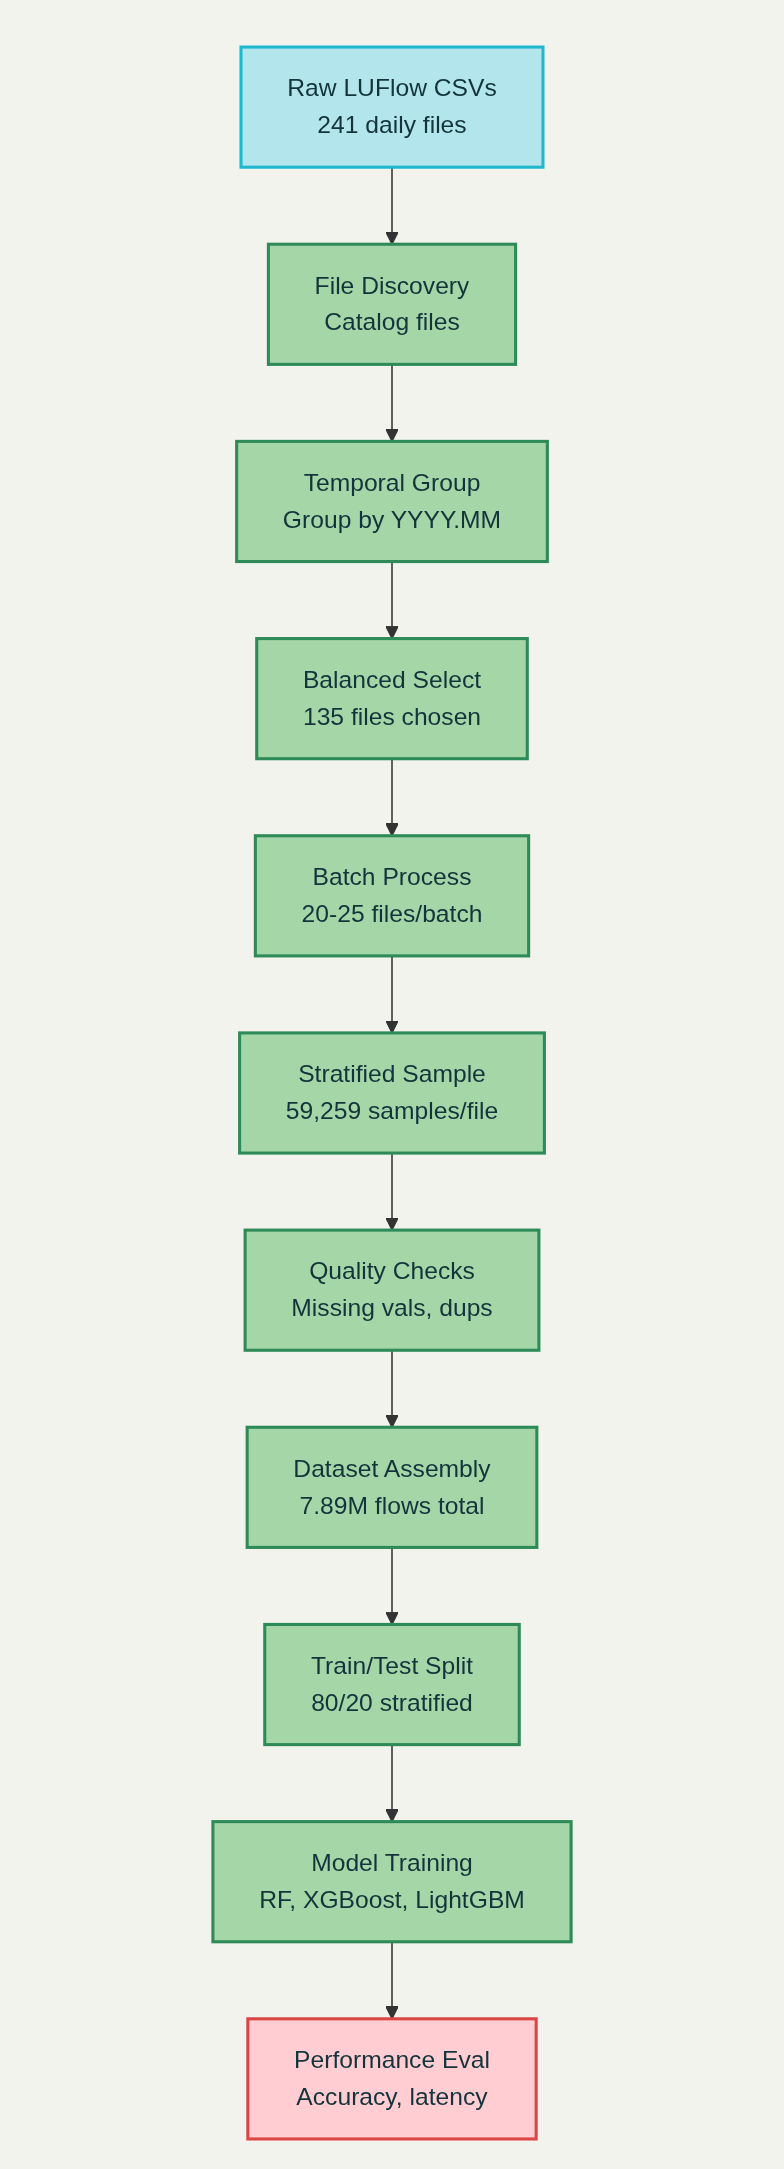 Raw LUFlow CSVs
241 daily files
File Discovery
Catalog files
Temporal Group
Group by YYYY.MM
Balanced Select
135 files chosen
Batch Process
20-25 files/batch
Stratified Sample
59,259 samples/file
Quality Checks
Missing vals, dups
Dataset Assembly
7.89M flows total
Train/Test Split
80/20 stratified
Model Training
RF, XGBoost, LightGBM
Performance Eval
Accuracy, latency